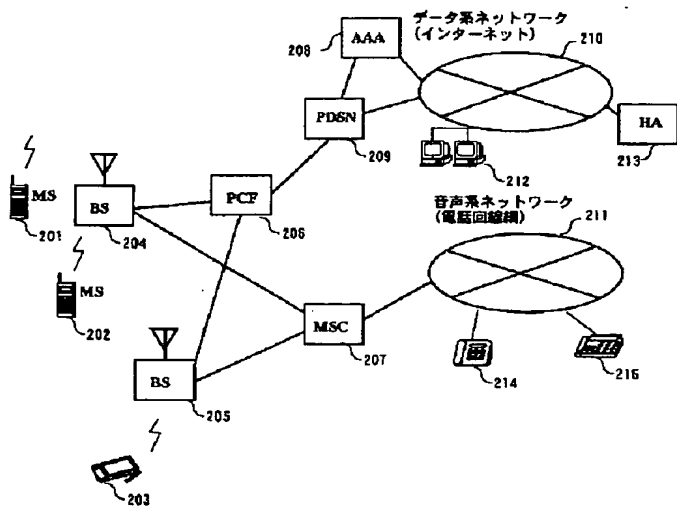 データ系ネットワーク
(インターネット)
AAA
208
210
PDSN
209
HA
213
212
MS
201
BS
204
PCF
206
音声系ネットワーク
(電話回線網)
211
MS
202
MSC
207
BS
205
214
215
203